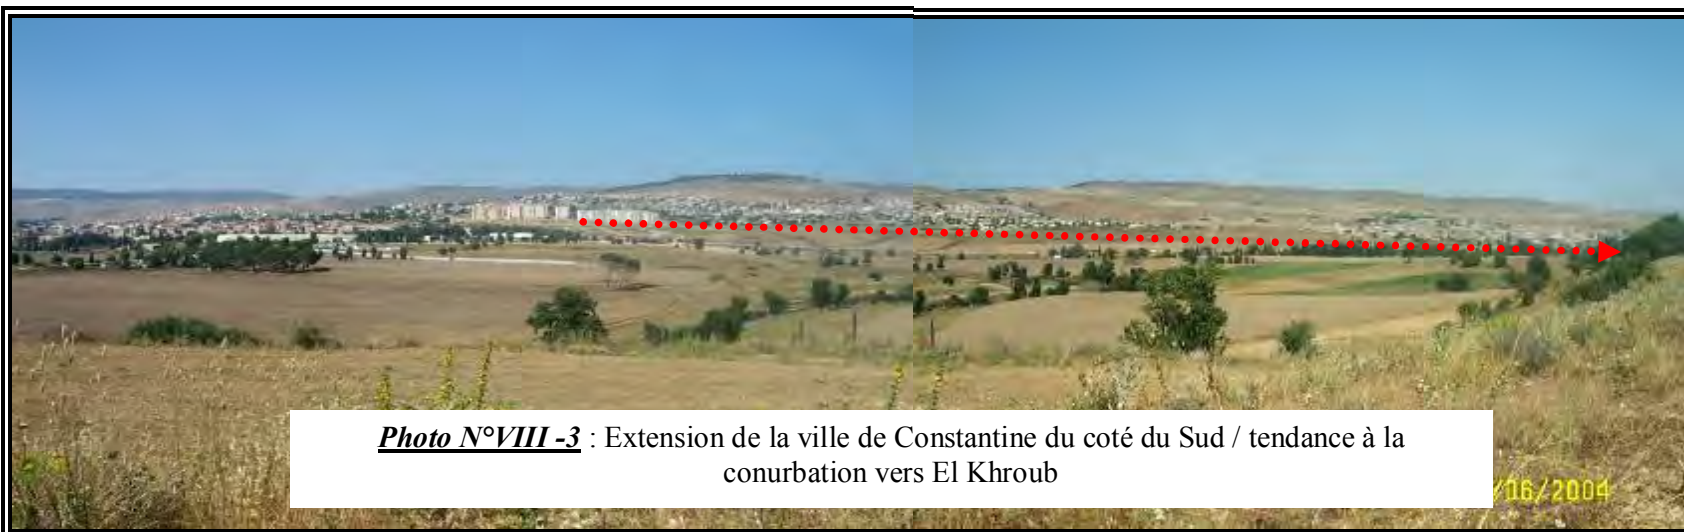 Photo N°VIII -3 : Extension de la ville de Constantine du coté du Sud / tendance à la
conurbation vers El Khroub
/06/2004